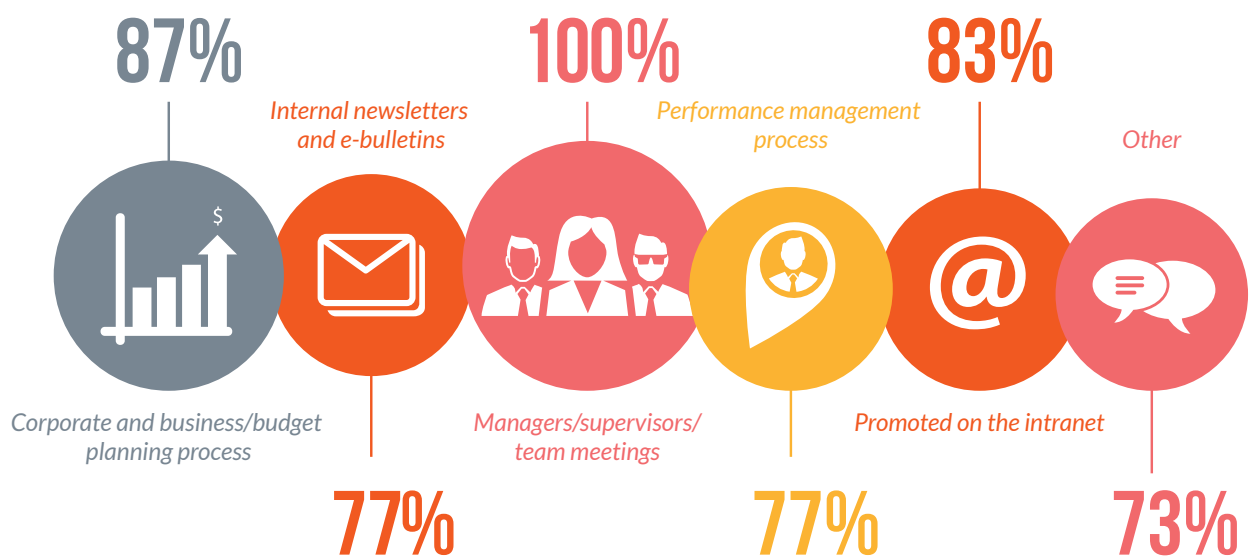 87%
100%
83%
Internal newsletters
and e-bulletins
Performance management
process
Other
$
@
Corporate and business/budget
planning process
Managers/supervisors/
team meetings
Promoted on the intranet
77%
77%
73%